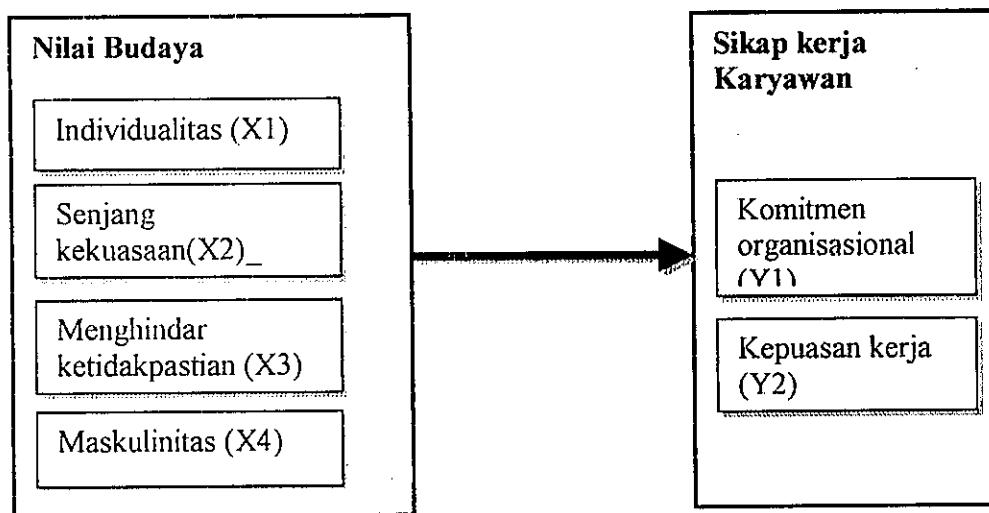 Nilai Budaya
Individualitas (X1)
Senjang
kekuasaan(X2)_
Menghindar
ketidakpastian (X3)
Maskulinitas (X4)
Sikap kerja
Karyawan
Komitmen
organisasional
(Y1)
Kepuasan kerja
(Y2)